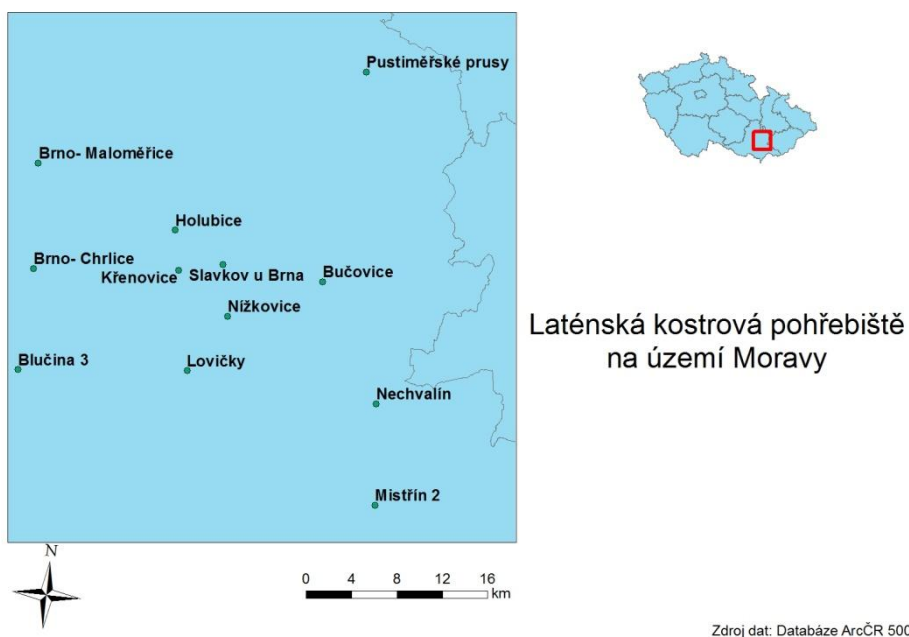 Pustiměřské prusy
Brno- Maloměřice
Holubice
Brno- Chrlice
Křenovice
Slavkov u Brna
Bučovice
Nížkovice
Blučina 3
Lovičky
Nechvalín
Mistřín 2
Laténská kostrová pohřebiště
na území Moravy
N
0 4 8 12 16
km
Zdroj dat: Databáze ArcČR 500